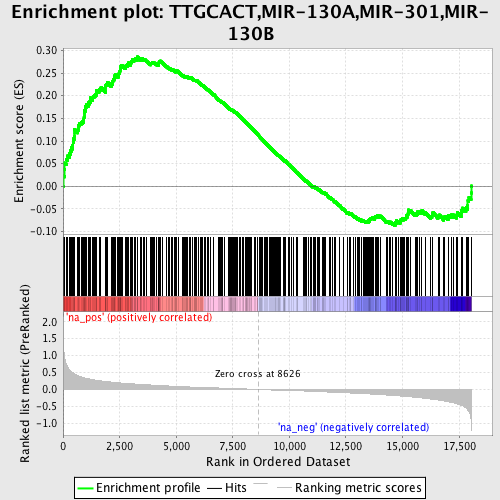 Enrichment plot: TTGCACT,MIR-130A,MIR-301,MIR-
130B
Enrichment score (ES)
0.30
0.25
0.20
0.15
0.10
0.05
0.00
-0.05
-0.10
'na_pos' (positively correlated)
Ranked list metric (PreRanked)
2.0
1.5
1.0
0.5
0.0
-0.5
-1.0
Zero cross at 8626
'na_neg' (negatively correlated)
0
2,500
5,000
7,500
10,000
12,500
15,000
17,500
Rank in Ordered Dataset
Enrichment profile
Hits
Ranking metric scores